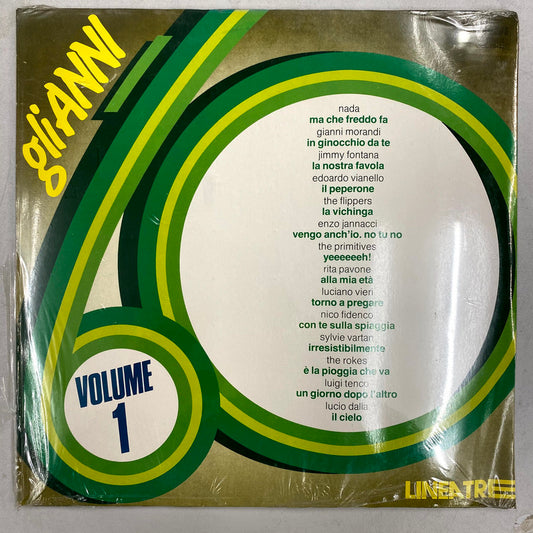 gli ANNI
60
nada
ma che freddo fa
gianni morandi
in ginocchio da te
jimmy fontana
la nostra favola
edoardo vianello
il peperone
the flippers
la vichinga
enzo jannacci
vengo anch'io. no tu no
the primitives
yeeeeeeh!
rita pavone
alla mia età
luciano vieri
torno a pregare
nico fidenco
con te sulla spiaggia
sylvie vartan
irresistibilmente
the rokes
è la pioggia che va
luigi tenco
un giorno dopo l'altro
lucio dalla
il cielo
VOLUME
1
LINEATRE